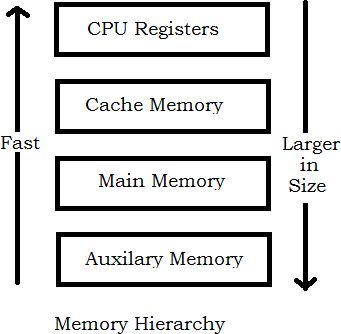 CPU Registers
Cache Memory
Fast
Larger
in
Size
Main Memory
Auxilary Memory
Memory Hierarchy